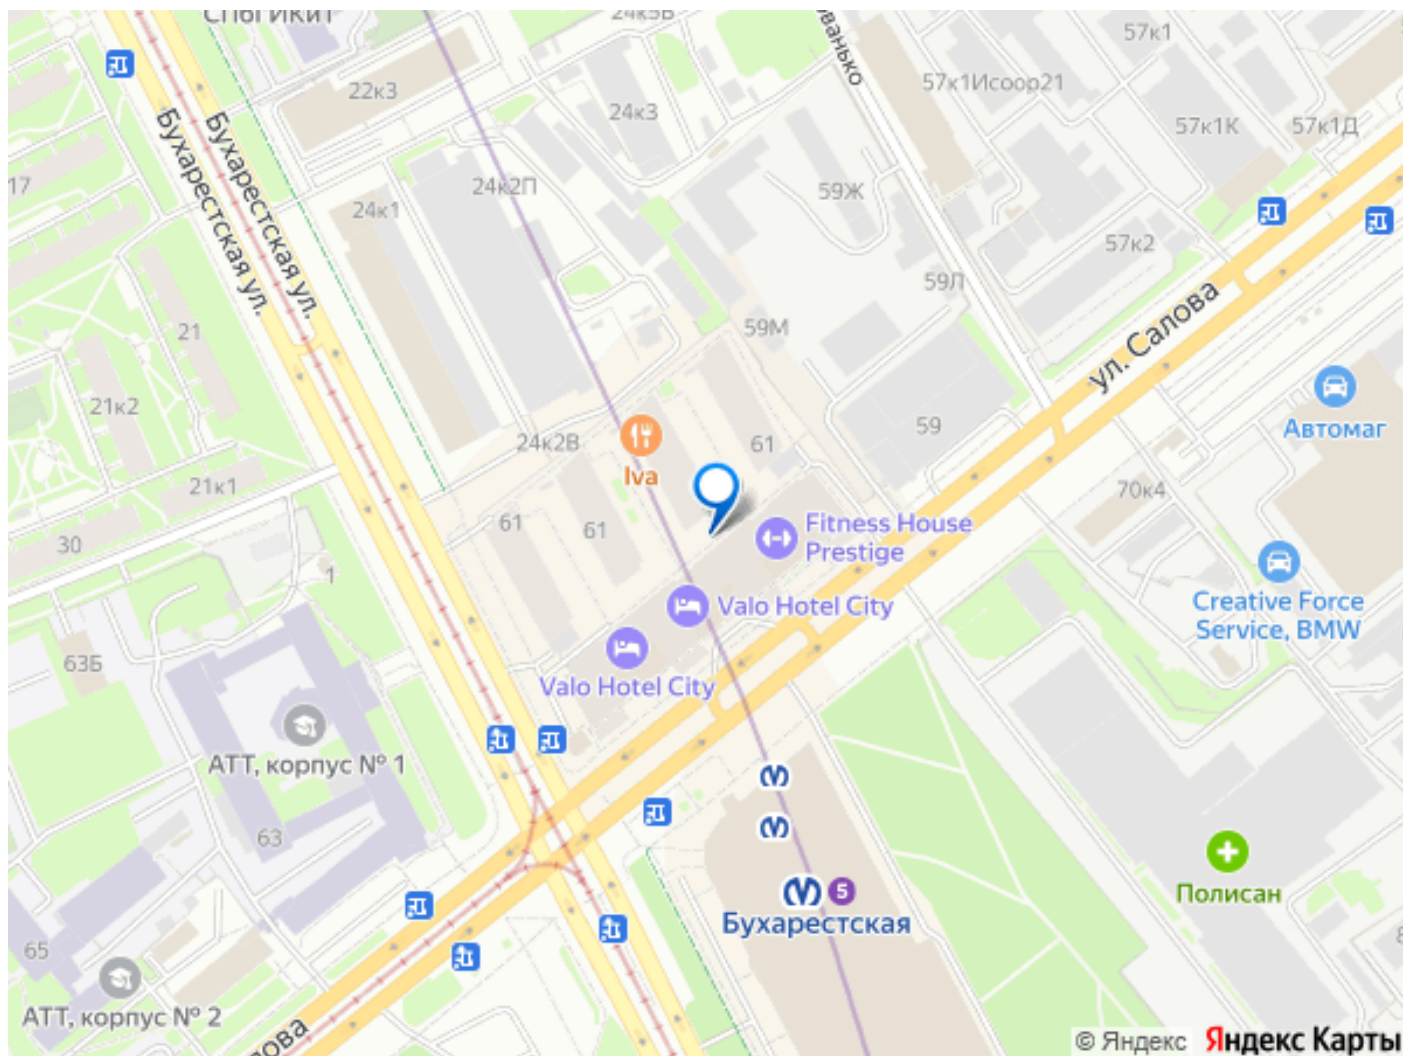 СПбГИКиТ
24к5В
57к1
22к3
24к3
57к1Исоор21
57к1К
57к1Д
Бухарестская ул.
Бухарестская ул.
17
24к2П
59Ж
24к1
57к2
59Л
21
59М
ул. Салова
21к2
24к2В
61
59
Автомаг
Iva
21к1
70к4
30
61
61
Fitness House
Prestige
1
Valo Hotel City
Creative Force
Service, BMW
63Б
Valo Hotel City
АТТ, корпус № 1
63
Полисан
5
Бухарестская
65
АТТ, корпус № 2
© Яндекс
Яндекс Карты